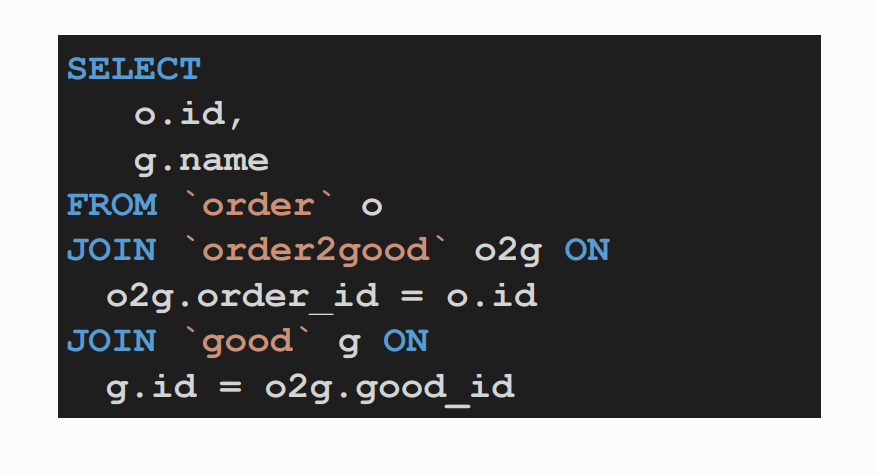 SELECT
   o.id,
   g.name
FROM `order` o
JOIN `order2good` o2g ON
  o2g.order_id = o.id
JOIN `good` g ON
  g.id = o2g.good_id